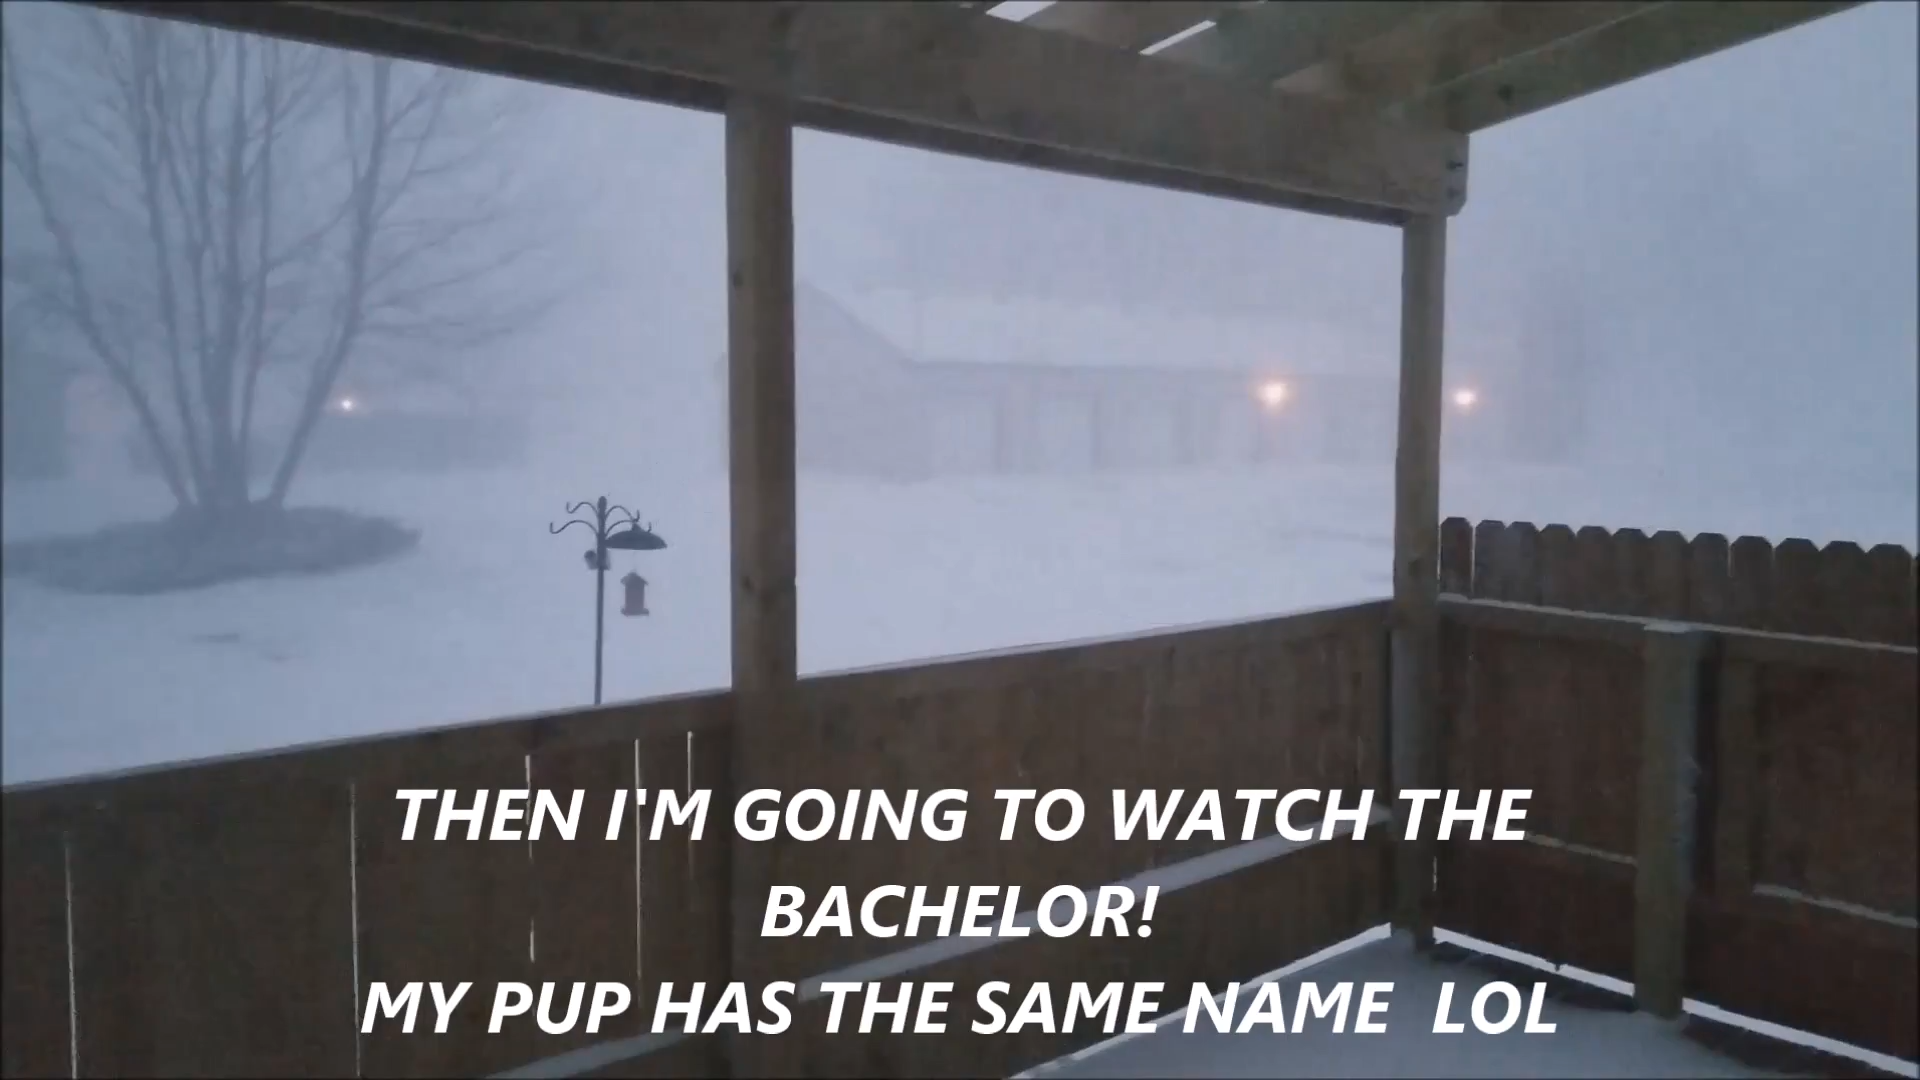 THEN I'M GOING TO WATCH THE
BACHELOR!
MY PUP HAS THE SAME NAME  LOL